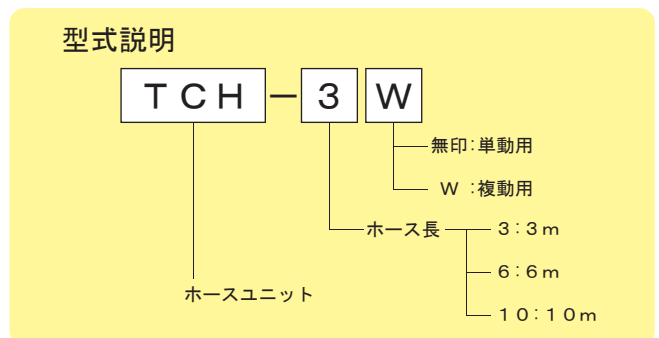 型式説明
TCH-3W
無印:単動用
W:複動用
ホース長 3:3m
6:6m
ホースユニット
10:10m